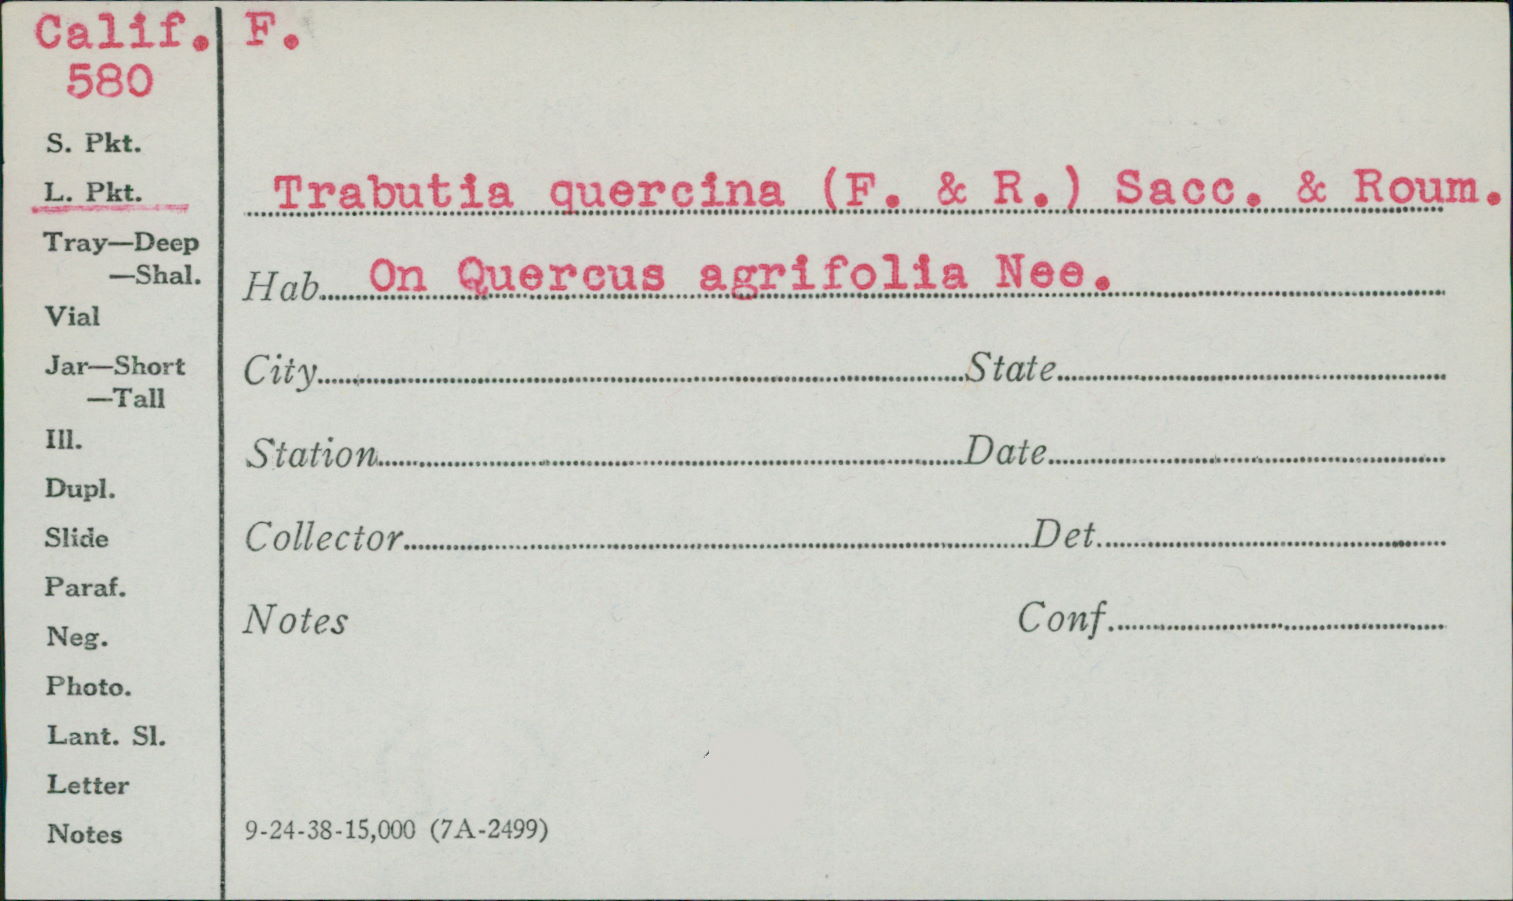 Calif. F.
580
S. Pkt.
L. Pkt.
Trabutia quercina (F. & R.) Sacc. & Roum.
Tray—Deep
—Shal.
Hab. On Quercus agrifolia Nee.
Vial
Jar—Short
—Tall
City State
Ill.
Station Date
Dupl.
Slide
Collector Det.
Paraf.
Neg.
Notes Conf.
Photo.
Lant. Sl.
Letter
Notes
9-24-38-15,000 (7A-2499)